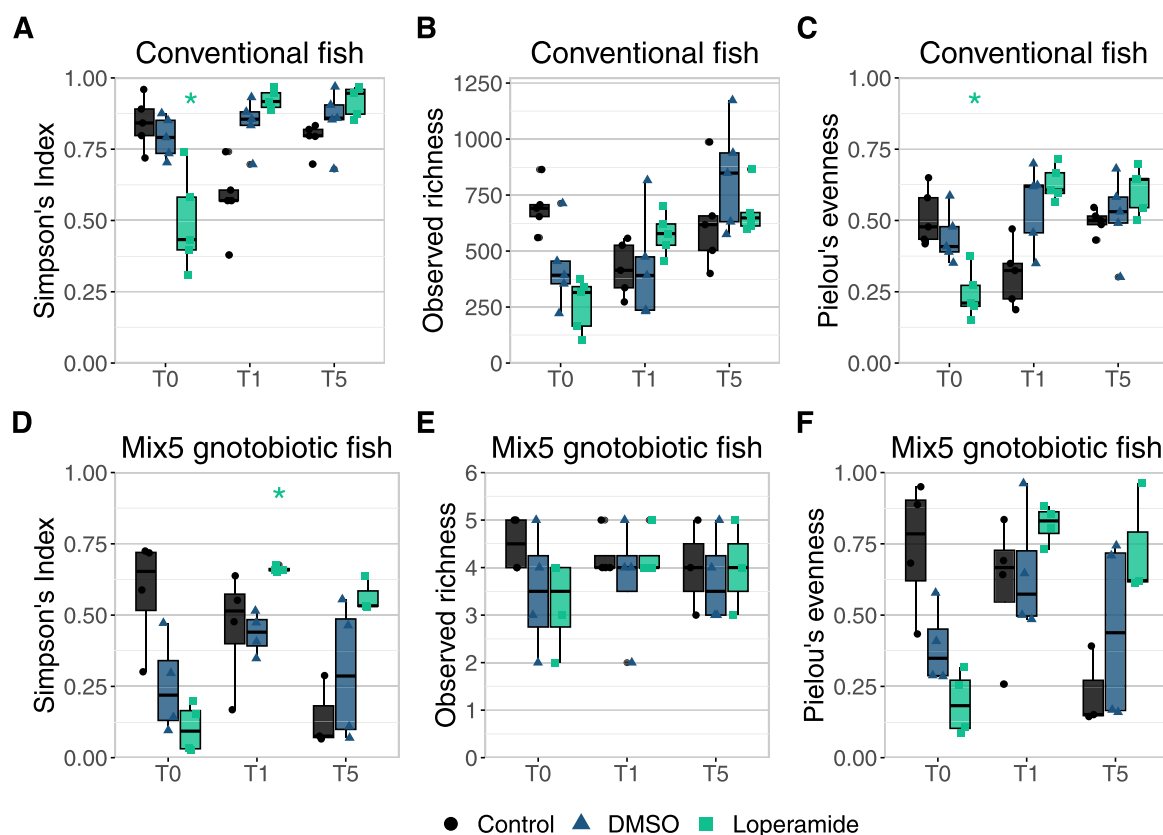 A
Conventional fish
Simpson's Index
1.00
0.75
0.50
0.25
0.00
*
T0
T1
T5
B
Conventional fish
Observed richness
1250
1000
750
500
250
0
T0
T1
T5
C
Conventional fish
Pielou's evenness
1.00
0.75
0.50
0.25
0.00
*
T0
T1
T5
D
Mix5 gnotobiotic fish
Simpson's Index
1.00
0.75
0.50
0.25
0.00
*
T0
T1
T5
E
Mix5 gnotobiotic fish
Observed richness
6
5
4
3
2
1
0
T0
T1
T5
F
Mix5 gnotobiotic fish
Pielou's evenness
1.00
0.75
0.50
0.25
0.00
T0
T1
T5
Control
DMSO
Loperamide